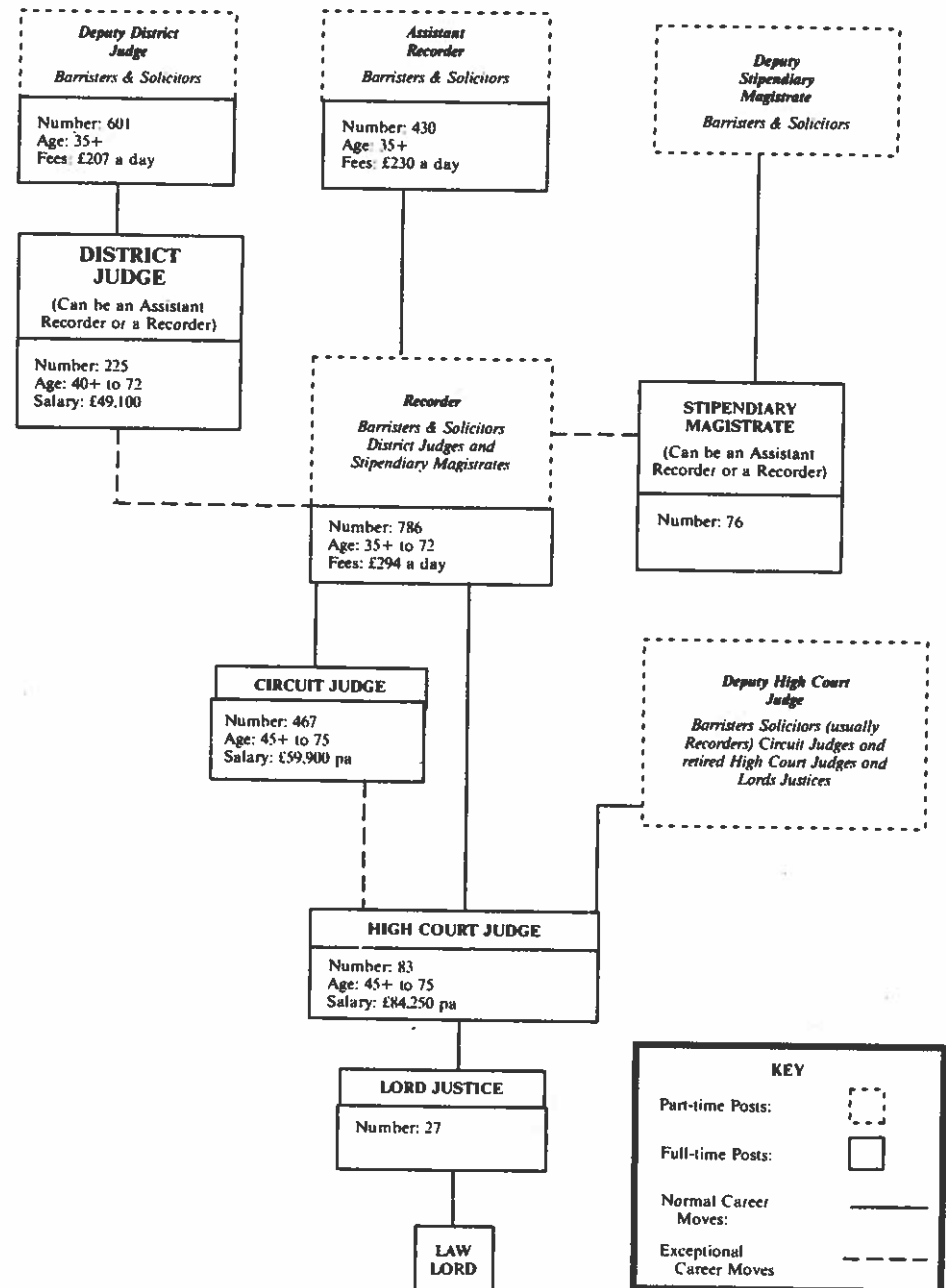 Deputy District
Judge
Barristers & Solicitors
Number: 601
Age: 35+
Fees: £207 a day
Assistant
Recorder
Barristers & Solicitors
Number: 430
Age: 35+
Fees: £230 a day
Deputy
Stipendiary
Magistrate
Barristers & Solicitors
DISTRICT
JUDGE
(Can be an Assistant
Recorder or a Recorder)
Number: 225
Age: 40+ to 72
Salary: £49,100
Recorder
Barristers & Solicitors
District Judges and
Stipendiary Magistrates
Number: 786
Age: 35+ to 72
Fees: £294 a day
STIPENDIARY
MAGISTRATE
(Can be an Assistant
Recorder or a Recorder)
Number: 76
CIRCUIT JUDGE
Number: 467
Age: 45+ to 75
Salary: £59,900 pa
Deputy High Court
Judge
Barristers Solicitors (usually
Recorders) Circuit Judges and
retired High Court Judges and
Lords Justices
HIGH COURT JUDGE
Number: 83
Age: 45+ to 75
Salary: £84,250 pa
LORD JUSTICE
Number: 27
LAW
LORD
KEY
Part-time Posts:
Full-time Posts:
Normal Career
Moves:
Exceptional
Career Moves